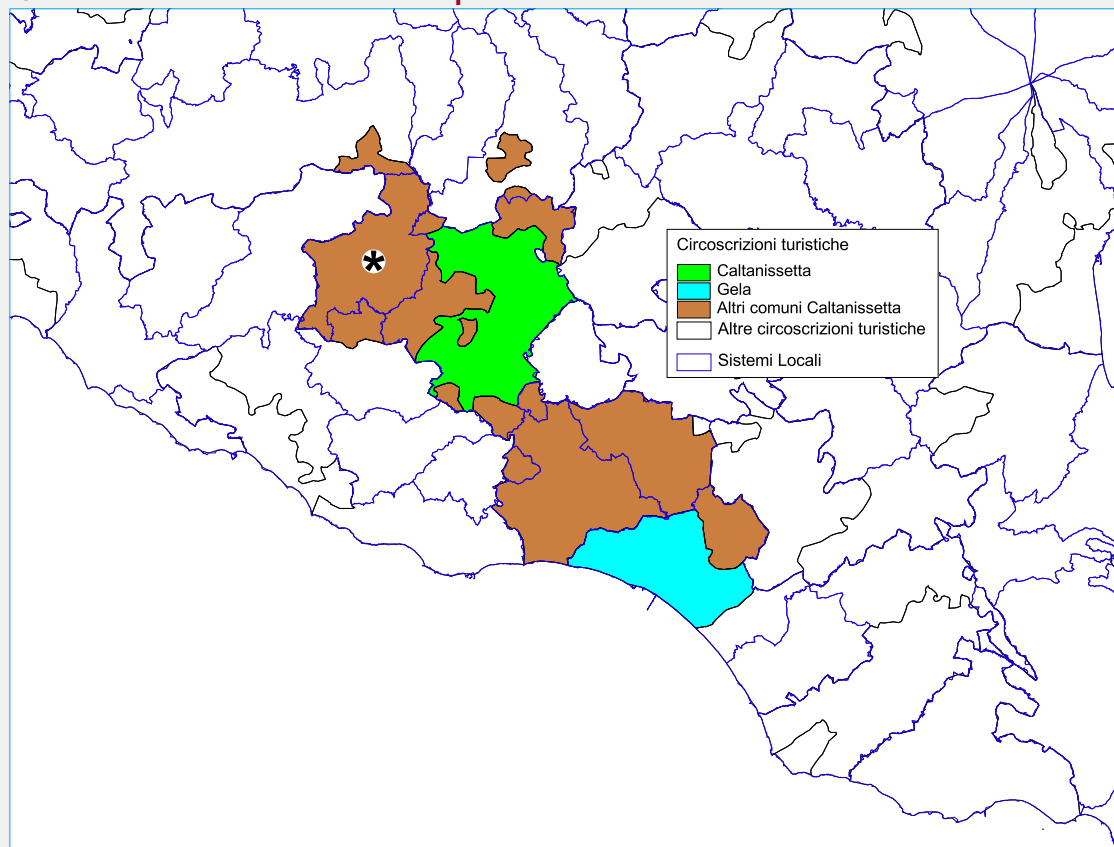 Circoscrizioni turistiche
Caltanissetta
Gela
Altri comuni Caltanissetta
Altre circoscrizioni turistiche
Sistemi Locali
*